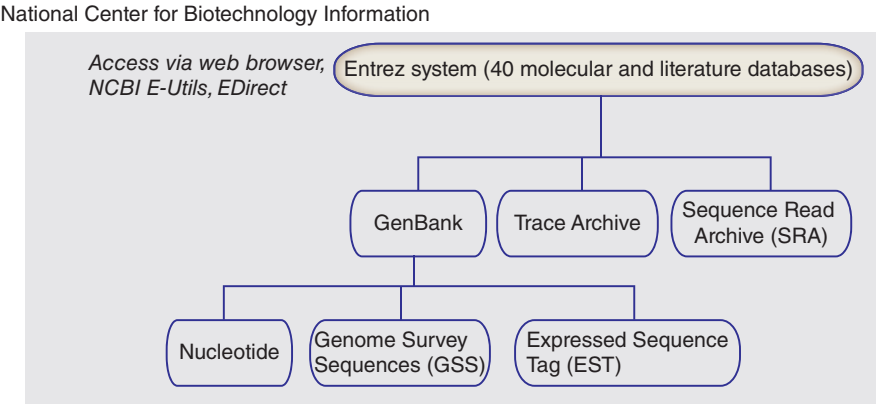 National Center for Biotechnology Information
Access via web browser,
NCBI E-Utils, EDirect
Entrez system (40 molecular and literature databases)
GenBank
Trace Archive
Sequence Read
Archive (SRA)
Nucleotide
Genome Survey
Sequences (GSS)
Expressed Sequence
Tag (EST)